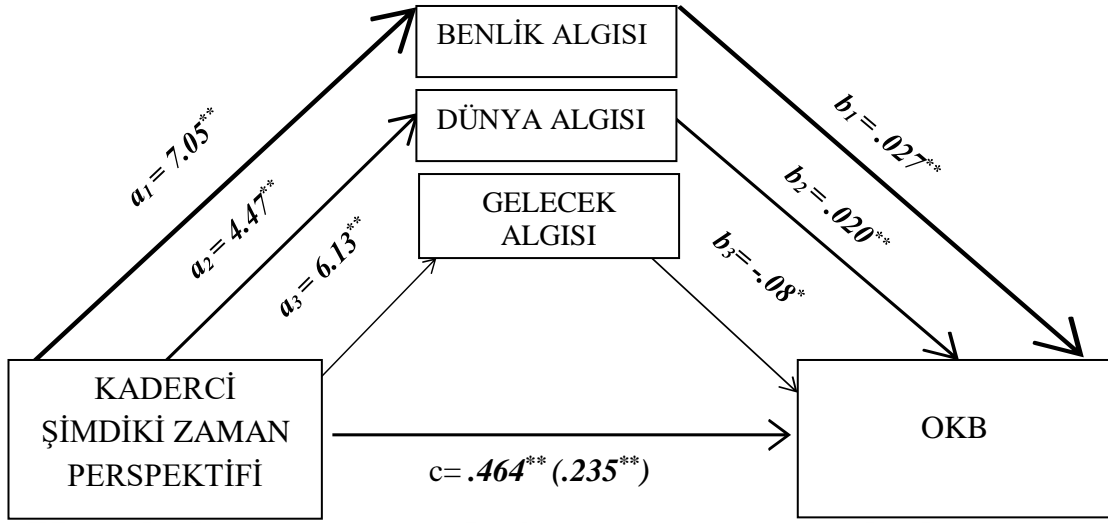 BENLİK ALGISI
DÜNYA ALGISI
GELECEK
ALGISI
a1= 7.05**
a2= 4.47**
a3= 6.13**
b1= .027**
b2= .020**
b3= -.08*
KADERCİ
ŞİMDİKİ ZAMAN
PERSPEKTİFİ
OKB
c= .464** (.235**)